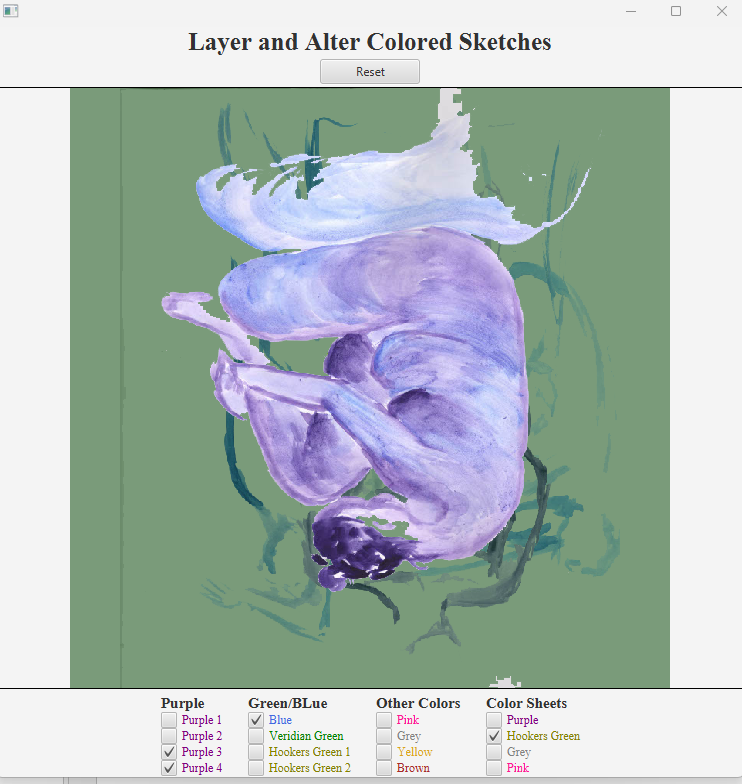 Layer and Alter Colored Sketches
Reset
Purple Green/BLue Other Colors Color Sheets
Purple 1 Blue Pink Purple
Purple 2 Veridian Green Grey Hookers Green
Purple 3 Hookers Green 1 Yellow Grey
Purple 4 Hookers Green 2 Brown Pink